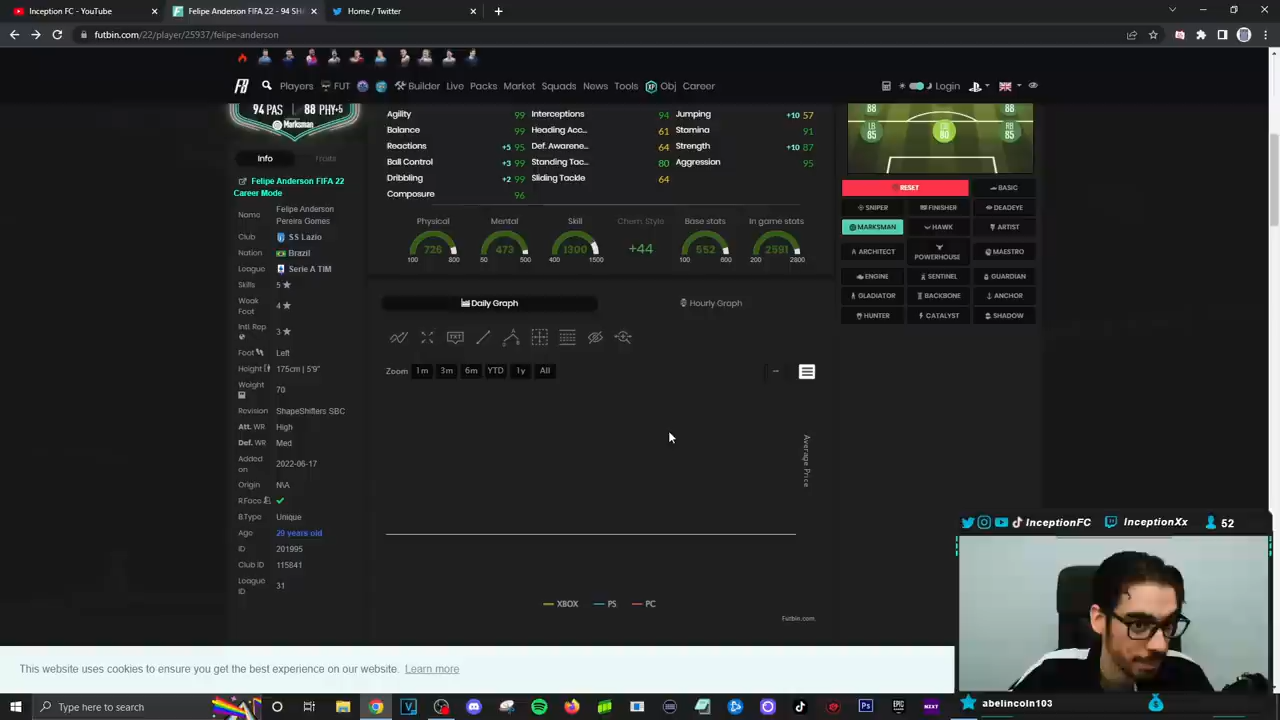 Inception FC - YouTube
Felipe Anderson FIFA 22 - 94 SHA
Home / Twitter
futbin.com/22/player/25937/felipe-anderson
Players FUT Builder Live Packs Market Squads News Tools Obj Career Login
94 PAS 88 PHY+5
Marksman
Info Traits
Felipe Anderson FIFA 22
Career Mode
Name Felipe Anderson Pereira Gomes
Club SS Lazio
Nation Brazil
League Serie A TIM
Skills 5
Weak Foot 4
Intl. Rep 3
Foot Left
Height 175cm | 5'9"
Weight 70
Revision ShapeShifters SBC
Att. WR High
Def. WR Med
Added on 2022-06-17
Origin N\A
R.Face
B.Type Unique
Age 29 years old
ID 201995
Club ID 115841
League ID 31
Agility 99 Interceptions 94 Jumping +10 57
Balance 99 Heading Acc... 61 Stamina 91
Reactions +5 95 Def. Aware... 64 Strength +10 87
Ball Control +3 99 Standing Tac... 80 Aggression 95
Dribbling +2 99 Sliding Tackle 64
Composure 96
Physical Mental Skill Chem. Style Base stats In game stats
726 473 1300 +44 552 2591
100 800 50 500 400 1500 100 600 200 2800
Daily Graph Hourly Graph
TXT
Zoom 1m 3m 6m YTD 1y All
Average Price
XBOX PS PC
Futbin.com
88 88
LB 85 80 RB 85
RESET BASIC
SNIPER FINISHER DEADEYE
MARKSMAN HAWK ARTIST
ARCHITECT POWERHOUSE MAESTRO
ENGINE SENTINEL GUARDIAN
GLADIATOR BACKBONE ANCHOR
HUNTER CATALYST SHADOW
InceptionFC InceptionXx 52
This website uses cookies to ensure you get the best experience on our website. Learn more
abelincoln103
Type here to search